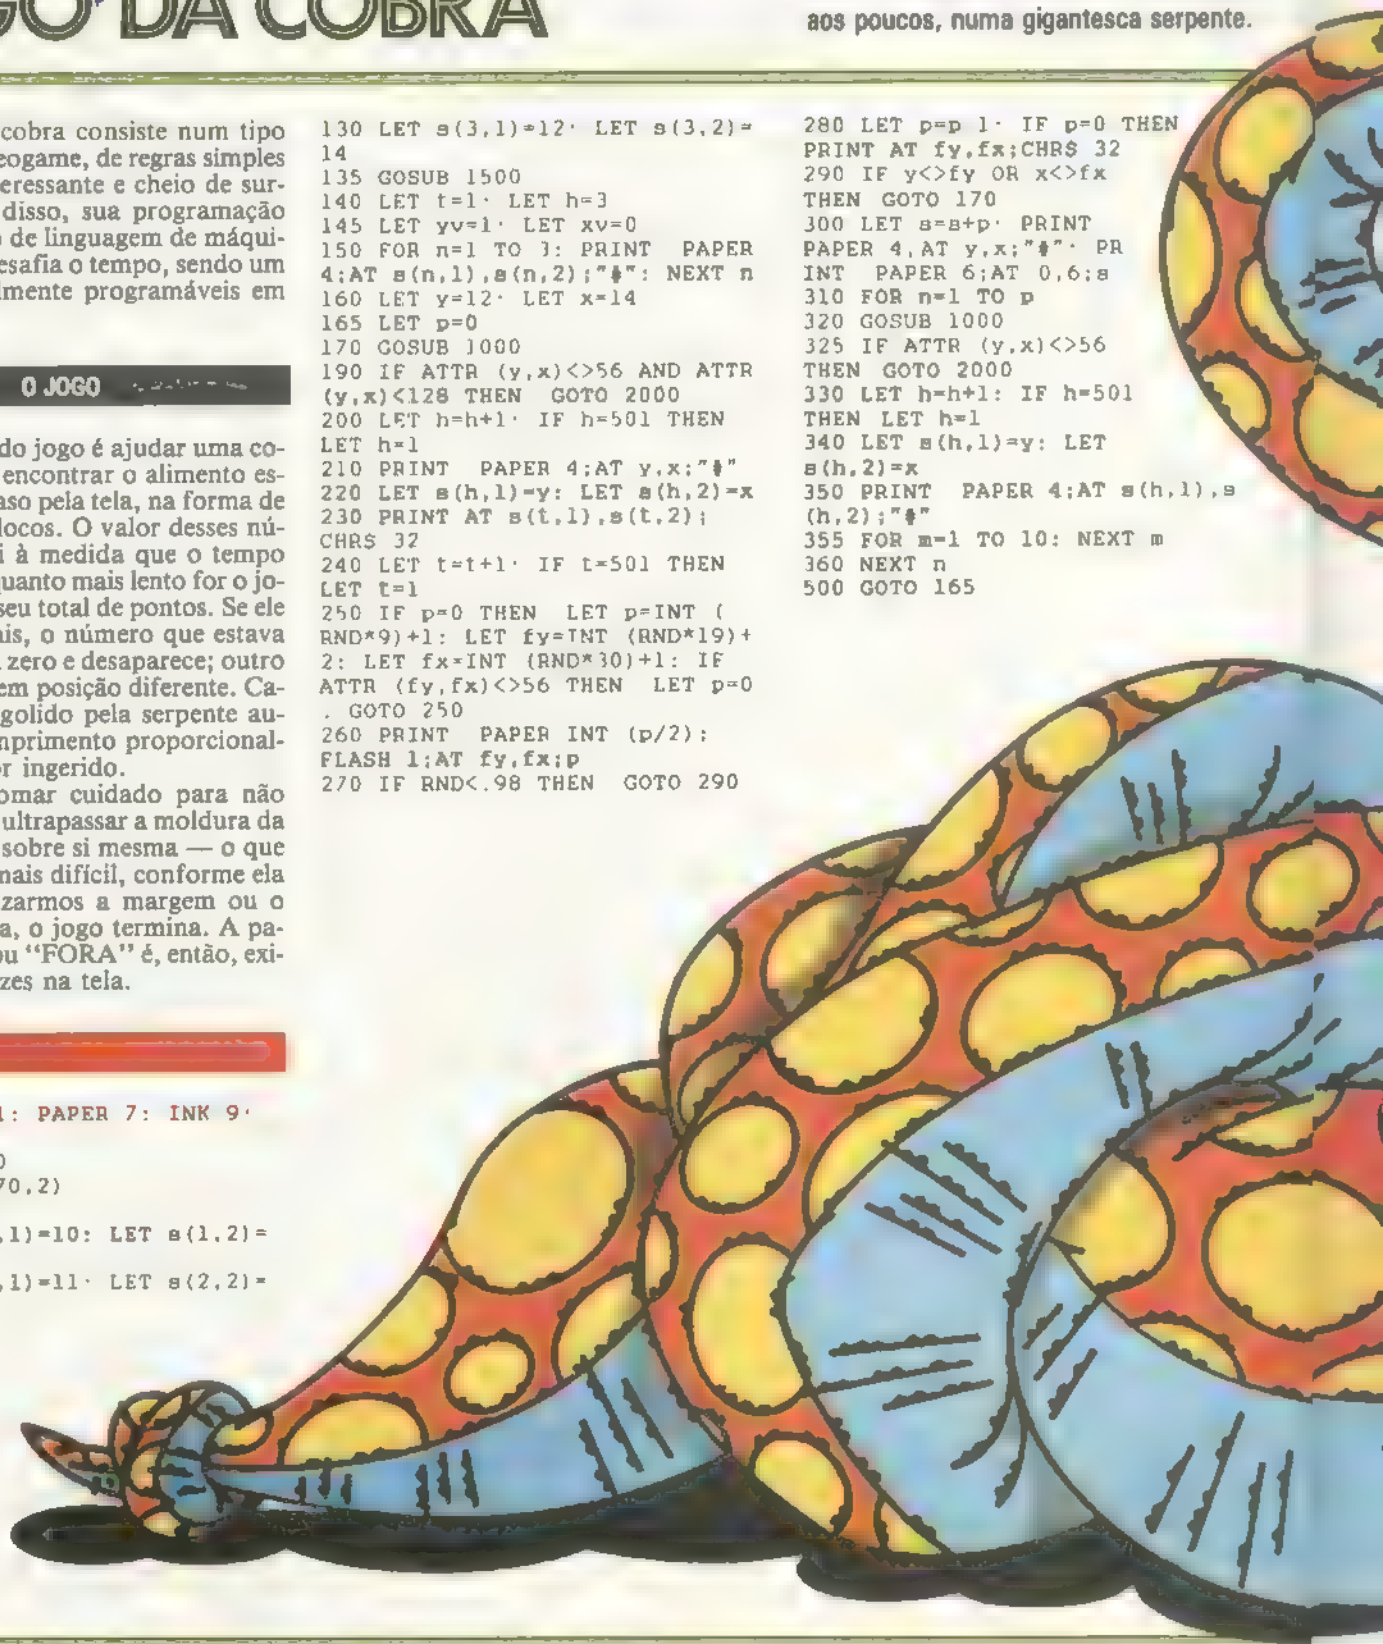 GO DA COBRA
aos poucos, numa gigantesca serpente.
cobra consiste num tipo
eogame, de regras simples
eressante e cheio de sur-
disso, sua programação
o de linguagem de máqui-
esafia o tempo, sendo um
lmente programáveis em
O JOGO
do jogo é ajudar uma co-
encontrar o alimento es-
aso pela tela, na forma de
locos. O valor desses nú-
i à medida que o tempo
quanto mais lento for o jo-
seu total de pontos. Se ele
ais, o número que estava
a zero e desaparece; outro
em posição diferente. Ca-
golido pela serpente au-
mprimento proporcional-
or ingerido.
omar cuidado para não
ultrapassar a moldura da
sobre si mesma — o que
mais difícil, conforme ela
zarmos a margem ou o
a, o jogo termina. A pa-
ou “FORA” é, então, exi-
zes na tela.
1: PAPER 7: INK 9·
0
70,2)
,1)=10: LET s(1,2)=
,1)=11· LET s(2,2)=
130 LET s(3,1)=12· LET s(3,2)=
14
135 GOSUB 1500
140 LET t=1· LET h=3
145 LET yv=1· LET xv=0
150 FOR n=1 TO 3: PRINT PAPER
4;AT s(n,1),s(n,2);"#": NEXT n
160 LET y=12· LET x=14
165 LET p=0
170 GOSUB 1000
190 IF ATTR (y,x)<>56 AND ATTR
(y,x)<128 THEN GOTO 2000
200 LET h=h+1· IF h=501 THEN
LET h=1
210 PRINT PAPER 4;AT y,x;"#"
220 LET s(h,1)=y: LET s(h,2)=x
230 PRINT AT s(t,1),s(t,2);
CHR$ 32
240 LET t=t+1· IF t=501 THEN
LET t=1
250 IF p=0 THEN LET p=INT (
RND*9)+1: LET fy=INT (RND*19)+
2: LET fx=INT (RND*30)+1: IF
ATTR (fy,fx)<>56 THEN LET p=0
. GOTO 250
260 PRINT PAPER INT (p/2);
FLASH 1;AT fy,fx;p
270 IF RND<.98 THEN GOTO 290
280 LET p=p 1· IF p=0 THEN
PRINT AT fy,fx;CHR$ 32
290 IF y<>fy OR x<>fx
THEN GOTO 170
300 LET s=s+p· PRINT
PAPER 4,AT y,x;"#"· PR
INT PAPER 6;AT 0,6;s
310 FOR n=1 TO p
320 GOSUB 1000
325 IF ATTR (y,x)<>56
THEN GOTO 2000
330 LET h=h+1: IF h=501
THEN LET h=1
340 LET s(h,1)=y: LET
s(h,2)=x
350 PRINT PAPER 4;AT s(h,1),s
(h,2);"#"
355 FOR m=1 TO 10: NEXT m
360 NEXT n
500 GOTO 165